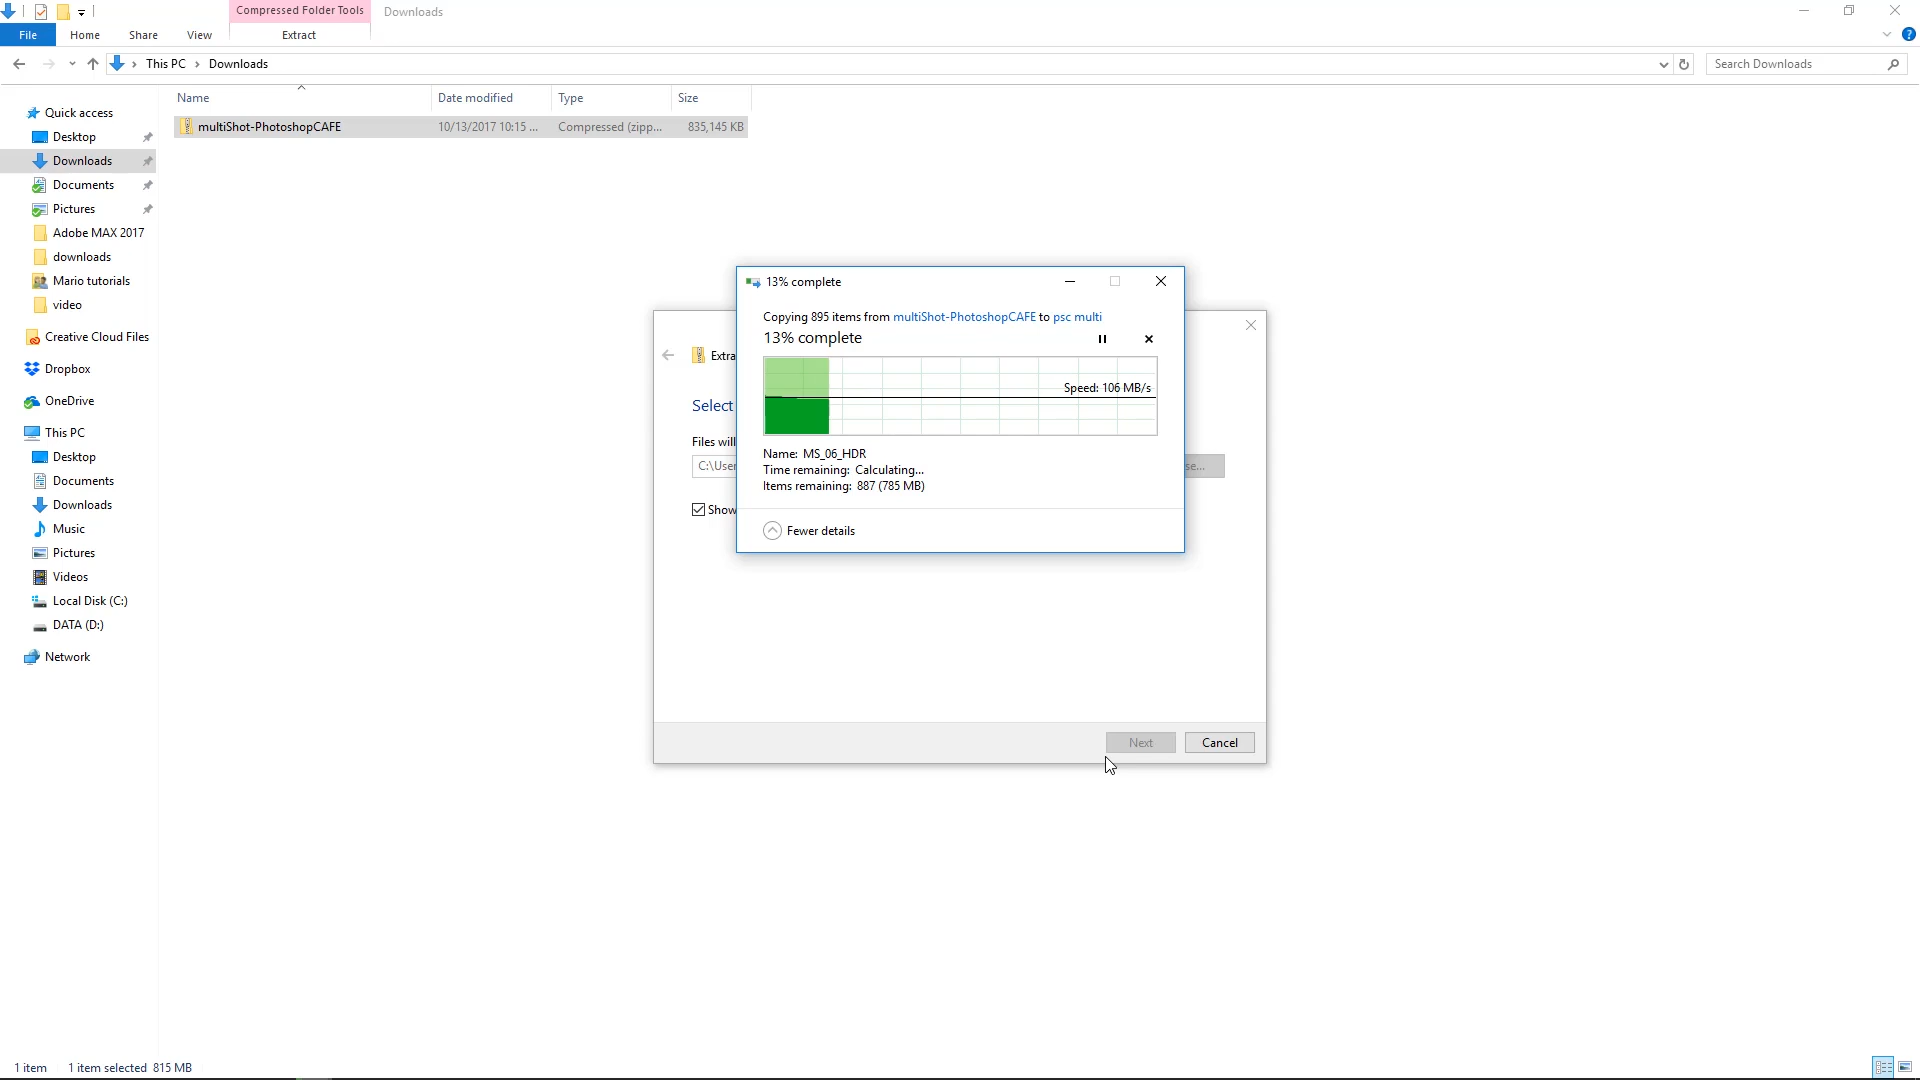 Compressed Folder Tools
Downloads
File
Home
Share
View
Extract
This PC
Downloads
Search Downloads
Name
Date modified
Type
Size
multiShot-PhotoshopCAFE
10/13/2017 10:15 ...
Compressed (zipp...
835,145 KB
Quick access
Desktop
Downloads
Documents
Pictures
Adobe MAX 2017
downloads
Mario tutorials
video
Creative Cloud Files
Dropbox
OneDrive
This PC
Desktop
Documents
Downloads
Music
Pictures
Videos
Local Disk (C:)
DATA (D:)
Network
13% complete
Copying 895 items from multiShot-PhotoshopCAFE to psc multi
13% complete
Speed: 106 MB/s
Name: MS_06_HDR
Time remaining: Calculating...
Items remaining: 887 (785 MB)
Fewer details
Extra
Select
Files will
C:\User
se...
Show
Next
Cancel
1 item
1 item selected 815 MB